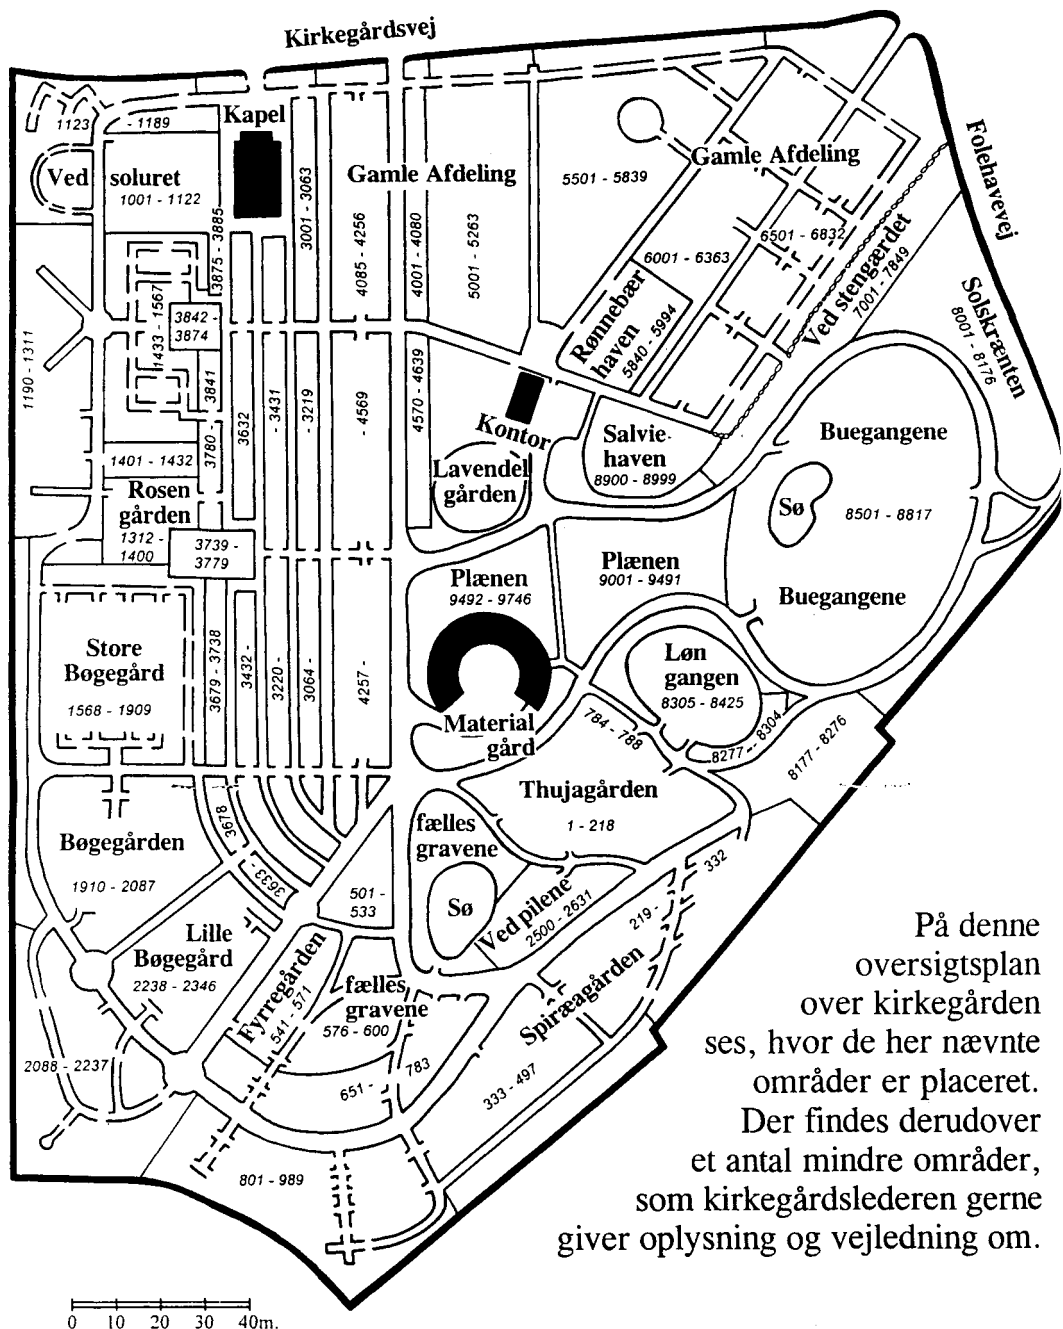 Kirkegårdsvej
Folehavevej
Kapel
1123 - 1189
Ved soluret
1001 - 1122
Gamle Afdeling
5501 - 5839
Gamle Afdeling
3875 - 3885
3001 - 3063
4085 - 4256
4001 - 4080
5001 - 5263
6501 - 6832
6001 - 6363
Ved stengærdet
7001 - 7849
Solskrænten
8001 - 8176
Rønnebær
haven
5840 - 5994
1190 - 1311
1433 - 1567
3842 -
3874
3780 - 3841
3632
- 3431
- 3219
- 4569
4570 - 4639
Kontor
Salvie-
haven
8900 - 8999
Buegangene
Sø
8501 - 8817
Buegangene
1401 - 1432
Lavendel
gården
Rosen
gården
1312 -
1400
3739 -
3779
Plænen
9492 - 9746
Plænen
9001 - 9491
Store
Bøgegård
1568 - 1909
3679 - 3738
3432 -
3220 -
3064 -
4257 -
Løn
gangen
8305 - 8425
8277 - 8304
8177 - 8276
Material
gård
784 - 788
Thujagården
1 - 218
Bøgegården
1910 - 2087
3678
3633 -
fælles
gravene
501 -
533
Sø
Ved pilene
2500 - 2631
332
219 -
Lille
Bøgegård
2238 - 2346
Fyrregården
541 - 571
fælles
gravene
576 - 600
Spiræagården
333 - 497
651 - 783
2088 - 2237
801 - 989
På denne
oversigtsplan
over kirkegården
ses, hvor de her nævnte
områder er placeret.
Der findes derudover
et antal mindre områder,
som kirkegårdslederen gerne
giver oplysning og vejledning om.
0 10 20 30 40m.